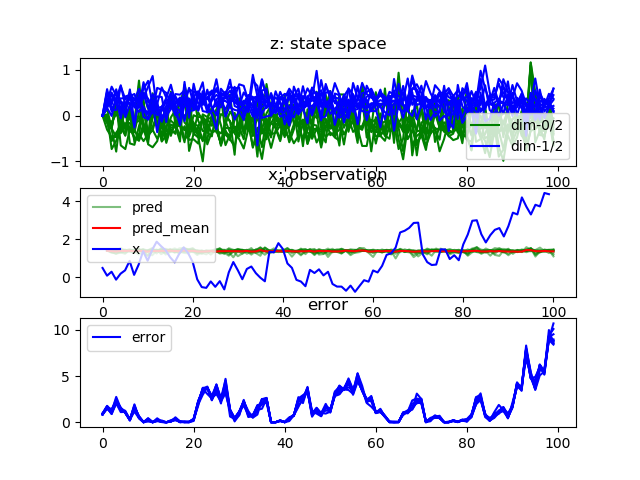 z: state space
1
0
−1
dim-0/2
dim-1/2
0 20 40 60 80 100
x: observation
4
2
0
pred
pred_mean
x
0 20 40 60 80 100
error
10
5
0
error
0 20 40 60 80 100